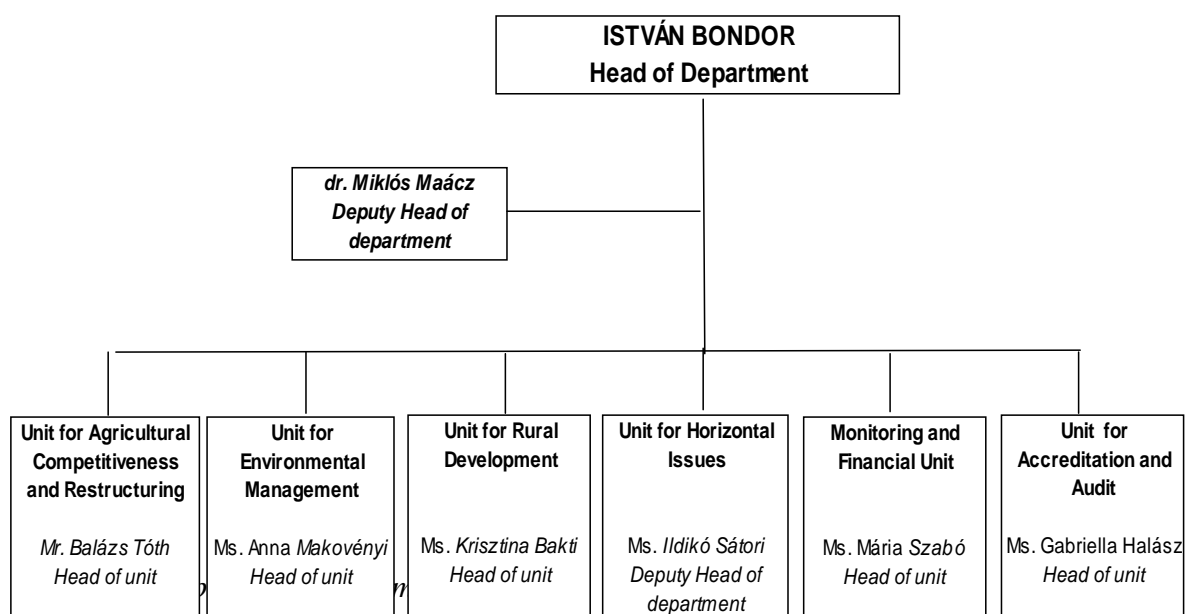 ISTVÁN BONDOR
Head of Department
dr. Miklós Maácz
Deputy Head of
department
Unit for Agricultural
Competitiveness
and Restructuring
Mr. Balázs Tóth
Head of unit
Unit for
Environmental
Management
Ms. Anna Makovényi
Head of unit
Unit for Rural
Development
Ms. Krisztina Bakti
Head of unit
Unit for Horizontal
Issues
Ms. Ildikó Sátori
Deputy Head of
department
Monitoring and
Financial Unit
Ms. Mária Szabó
Head of unit
Unit for
Accreditation and
Audit
Ms. Gabriella Halász
Head of unit